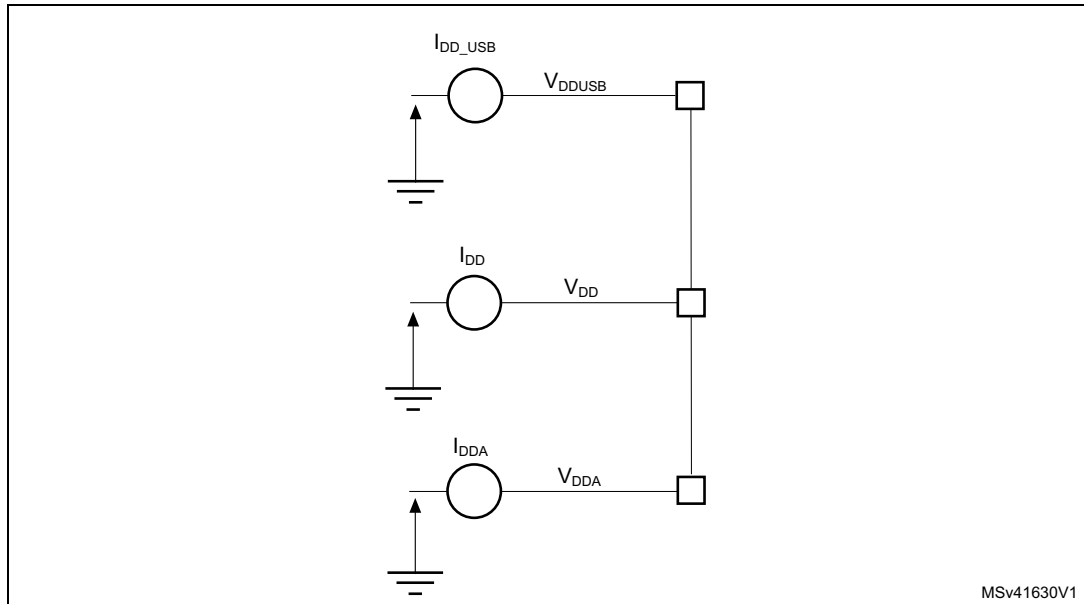 IDD_USB
VDDUSB
IDD
VDD
IDDA
VDDA
MSv41630V1